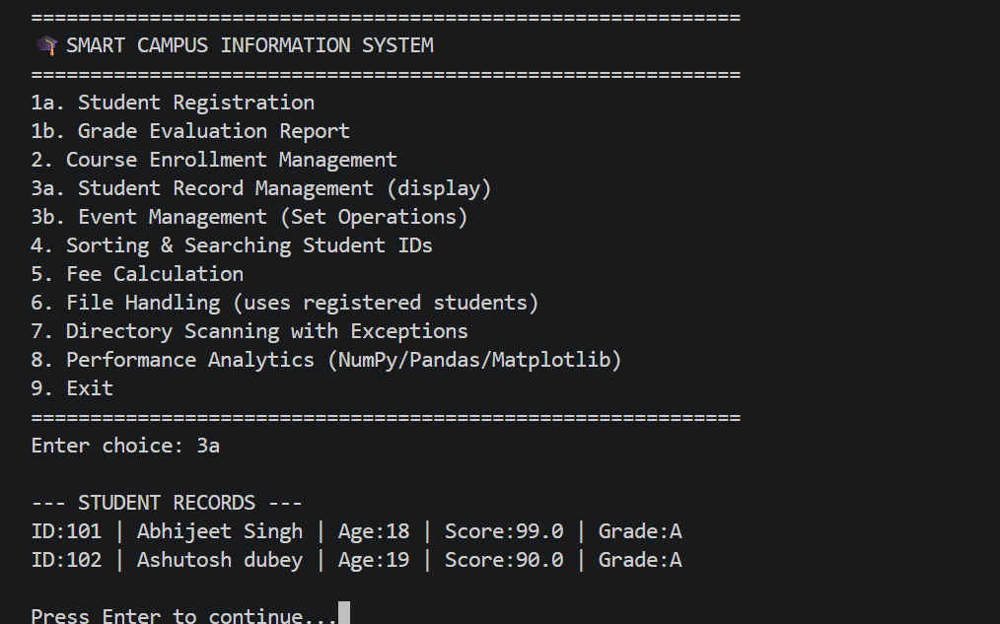 ============================================================
🎓 SMART CAMPUS INFORMATION SYSTEM
============================================================
1a. Student Registration
1b. Grade Evaluation Report
2. Course Enrollment Management
3a. Student Record Management (display)
3b. Event Management (Set Operations)
4. Sorting & Searching Student IDs
5. Fee Calculation
6. File Handling (uses registered students)
7. Directory Scanning with Exceptions
8. Performance Analytics (NumPy/Pandas/Matplotlib)
9. Exit
============================================================
Enter choice: 3a

--- STUDENT RECORDS ---
ID:101 | Abhijeet Singh | Age:18 | Score:99.0 | Grade:A
ID:102 | Ashutosh dubey | Age:19 | Score:90.0 | Grade:A

Press Enter to continue...